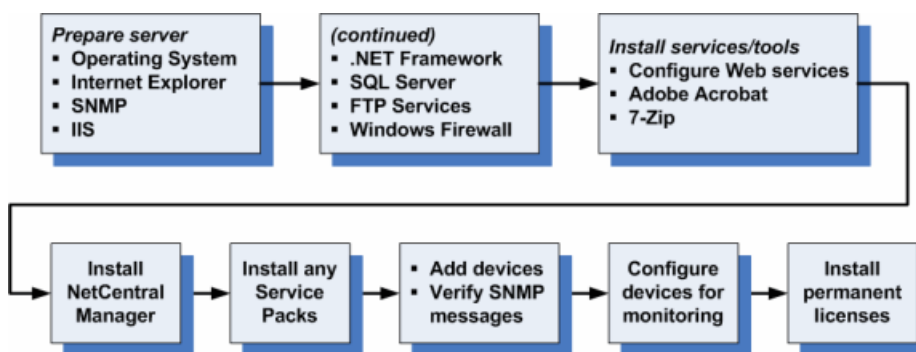 Prepare server
▪ Operating System
▪ Internet Explorer
▪ SNMP
▪ IIS
(continued)
▪ .NET Framework
▪ SQL Server
▪ FTP Services
▪ Windows Firewall
Install services/tools
▪ Configure Web services
▪ Adobe Acrobat
▪ 7-Zip
Install
NetCentral
Manager
Install any
Service
Packs
▪ Add devices
▪ Verify SNMP
messages
Configure
devices for
monitoring
Install
permanent
licenses